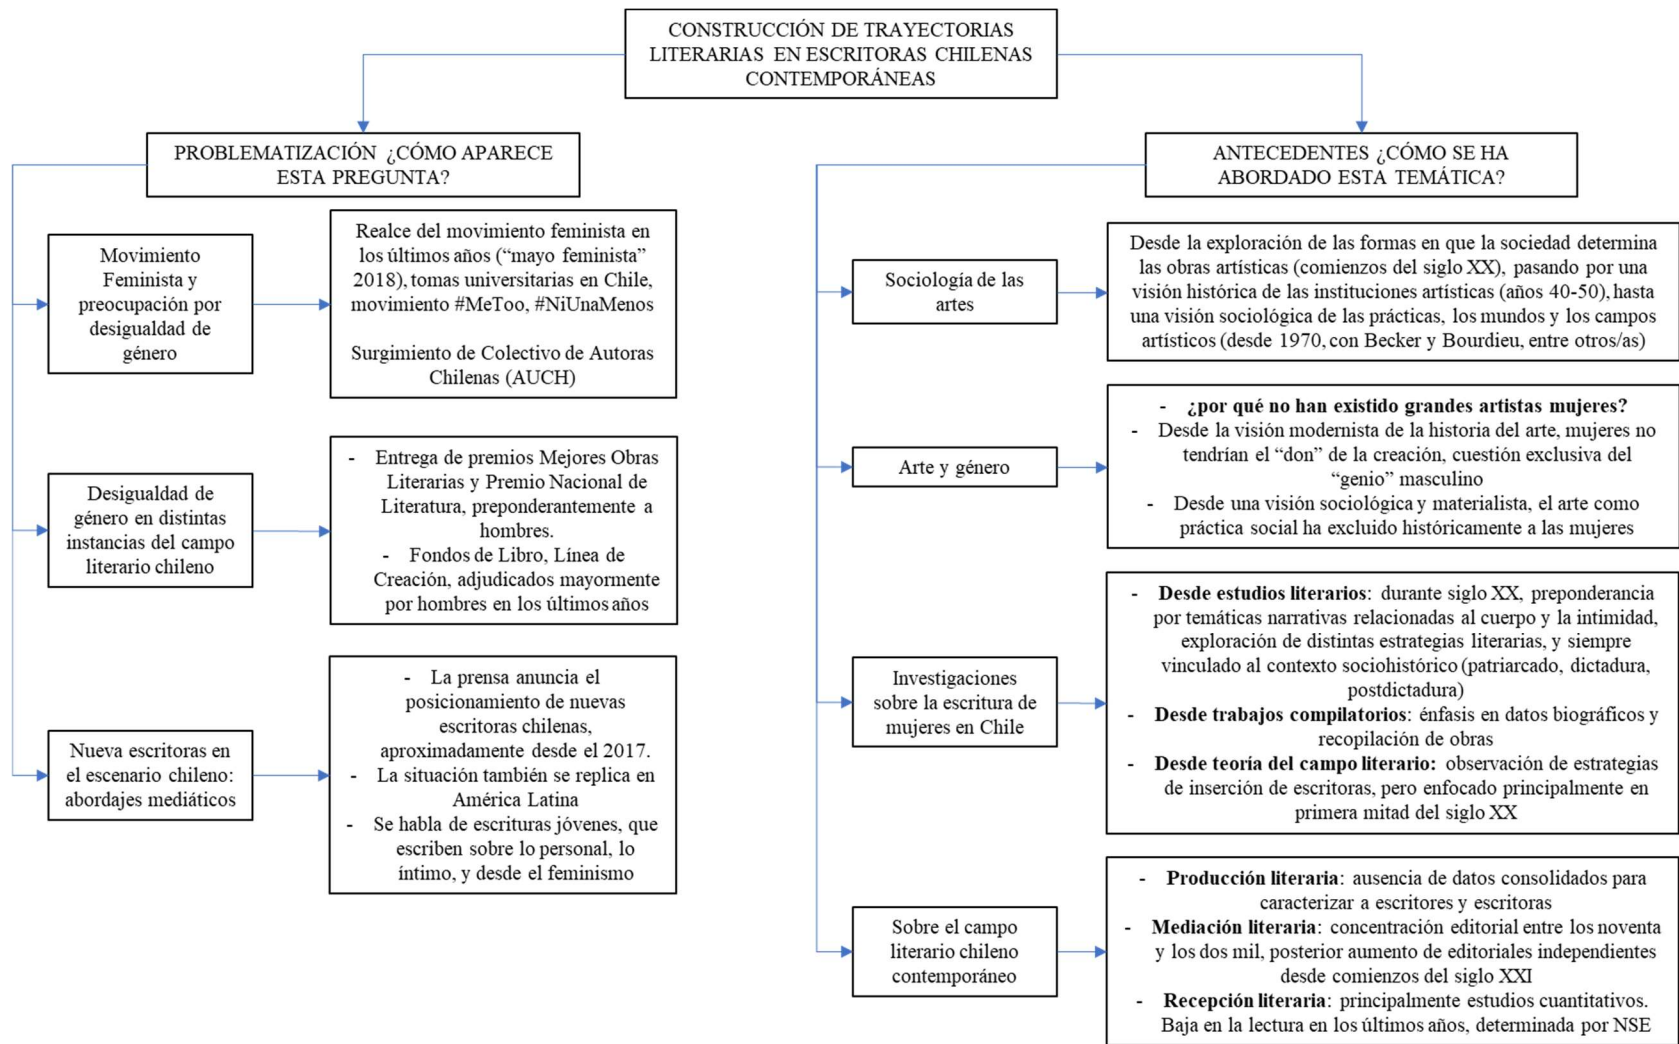 CONSTRUCCIÓN DE TRAYECTORIAS
LITERARIAS EN ESCRITORAS CHILENAS
CONTEMPORÁNEAS
PROBLEMATIZACIÓN ¿CÓMO APARECE
ESTA PREGUNTA?
Movimiento
Feminista y
preocupación por
desigualdad de
género
Realce del movimiento feminista en
los últimos años (“mayo feminista”
2018), tomas universitarias en Chile,
movimiento #MeToo, #NiUnaMenos
Surgimiento de Colectivo de Autoras
Chilenas (AUCH)
Desigualdad de
género en distintas
instancias del campo
literario chileno
- Entrega de premios Mejores Obras
Literarias y Premio Nacional de
Literatura, preponderantemente a
hombres.
- Fondos de Libro, Línea de
Creación, adjudicados mayormente
por hombres en los últimos años
Nueva escritoras en
el escenario chileno:
abordajes mediáticos
- La prensa anuncia el
posicionamiento de nuevas
escritoras chilenas,
aproximadamente desde el 2017.
- La situación también se replica en
América Latina
- Se habla de escrituras jóvenes, que
escriben sobre lo personal, lo
íntimo, y desde el feminismo
ANTECEDENTES ¿CÓMO SE HA
ABORDADO ESTA TEMÁTICA?
Sociología de las
artes
Desde la exploración de las formas en que la sociedad determina
las obras artísticas (comienzos del siglo XX), pasando por una
visión histórica de las instituciones artísticas (años 40-50), hasta
una visión sociológica de las prácticas, los mundos y los campos
artísticos (desde 1970, con Becker y Bourdieu, entre otros/as)
Arte y género
- ¿por qué no han existido grandes artistas mujeres?
- Desde la visión modernista de la historia del arte, mujeres no
tendrían el “don” de la creación, cuestión exclusiva del
“genio” masculino
- Desde una visión sociológica y materialista, el arte como
práctica social ha excluido históricamente a las mujeres
Investigaciones
sobre la escritura de
mujeres en Chile
- Desde estudios literarios: durante siglo XX, preponderancia
por temáticas narrativas relacionadas al cuerpo y la intimidad,
exploración de distintas estrategias literarias, y siempre
vinculado al contexto sociohistórico (patriarcado, dictadura,
postdictadura)
- Desde trabajos compilatorios: énfasis en datos biográficos y
recopilación de obras
- Desde teoría del campo literario: observación de estrategias
de inserción de escritoras, pero enfocado principalmente en
primera mitad del siglo XX
Sobre el campo
literario chileno
contemporáneo
- Producción literaria: ausencia de datos consolidados para
caracterizar a escritores y escritoras
- Mediación literaria: concentración editorial entre los noventa
y los dos mil, posterior aumento de editoriales independientes
desde comienzos del siglo XXI
- Recepción literaria: principalmente estudios cuantitativos.
Baja en la lectura en los últimos años, determinada por NSE